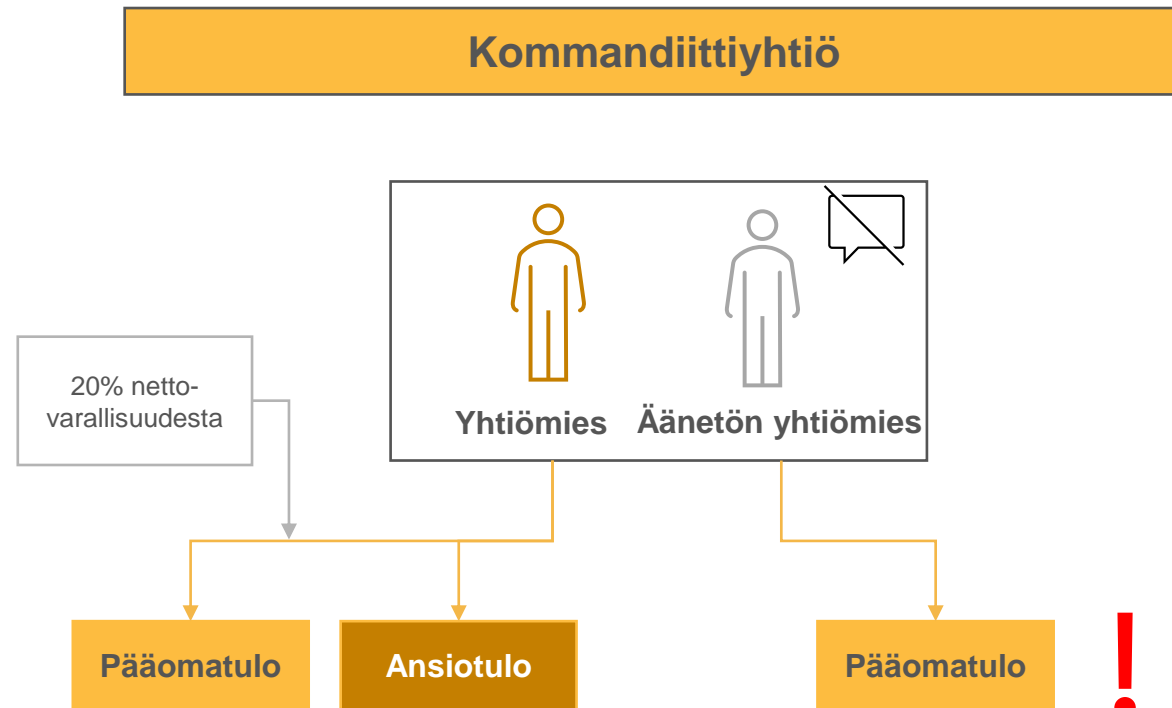 Kommandiittiyhtiö
20% netto-
varallisuudesta
Yhtiömies
Äänetön yhtiömies
Pääomatulo
Ansiotulo
Pääomatulo
!